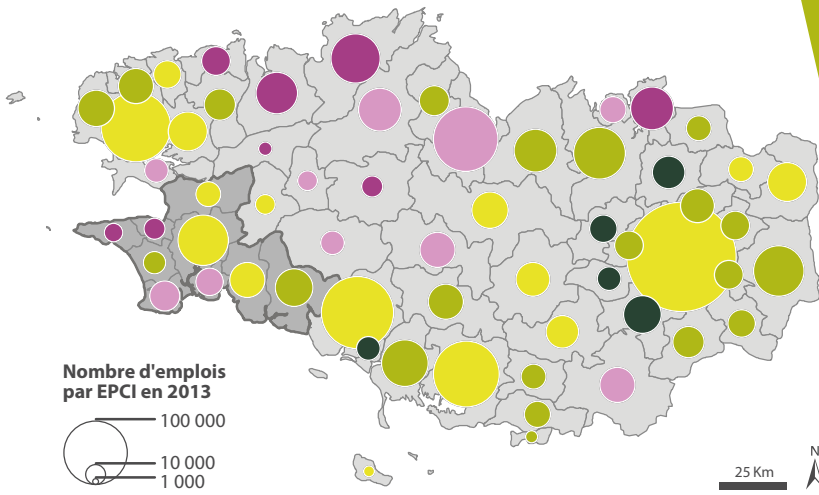 Nombre d'emplois
par EPCI en 2013
100 000
10 000
1 000
25 Km
N